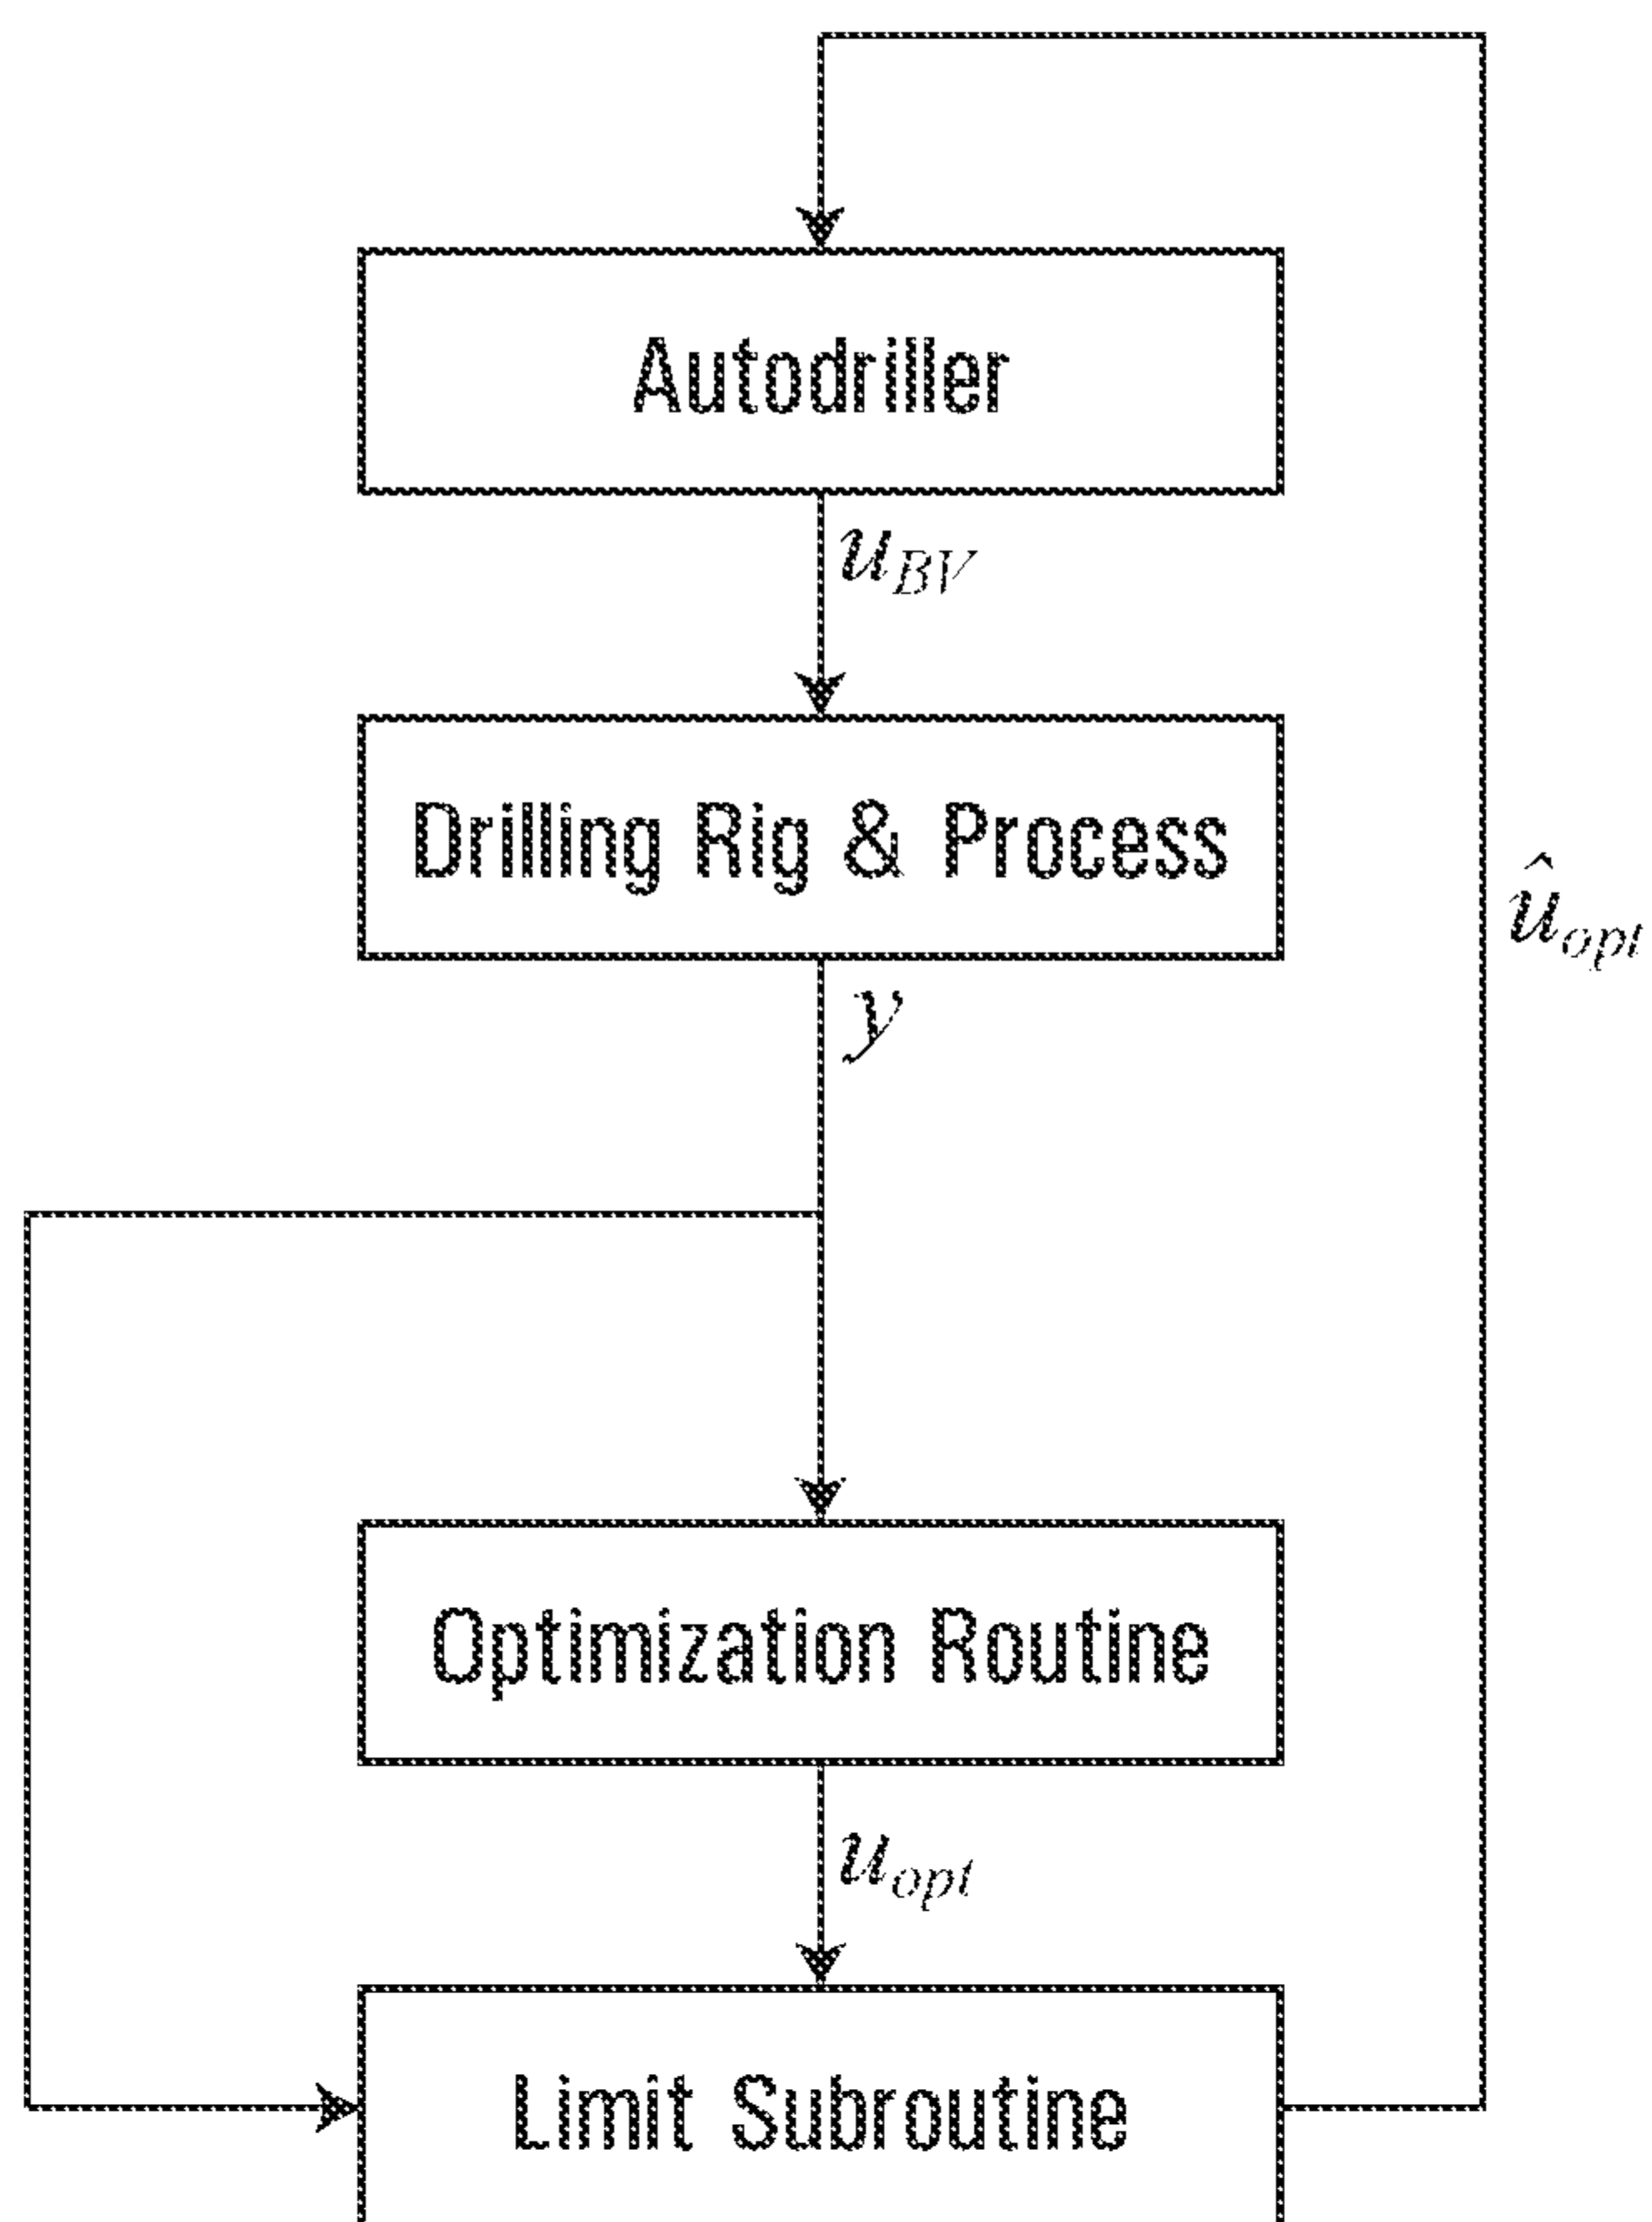 Autodriller
u_BV
Drilling Rig & Process
û_opt
y
Optimization Routine
u_opt
Limit Subroutine